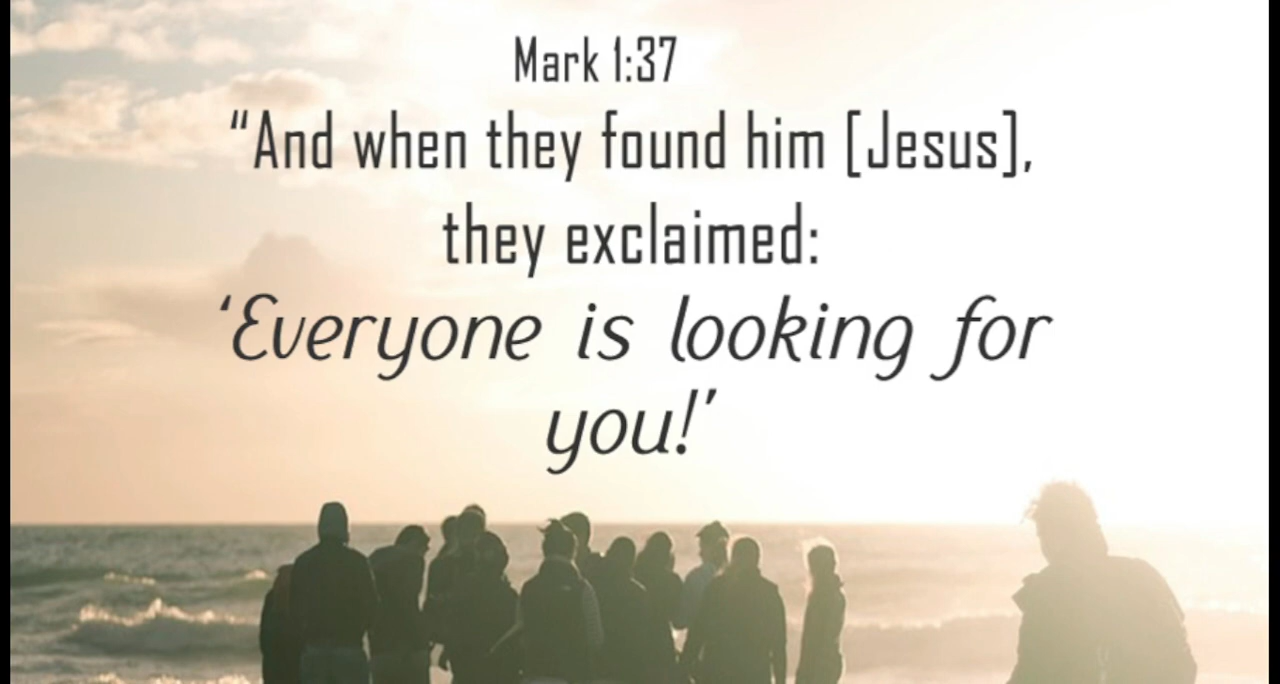 Mark 1:37
“And when they found him [Jesus],
they exclaimed:
‘Everyone is looking for
you!’